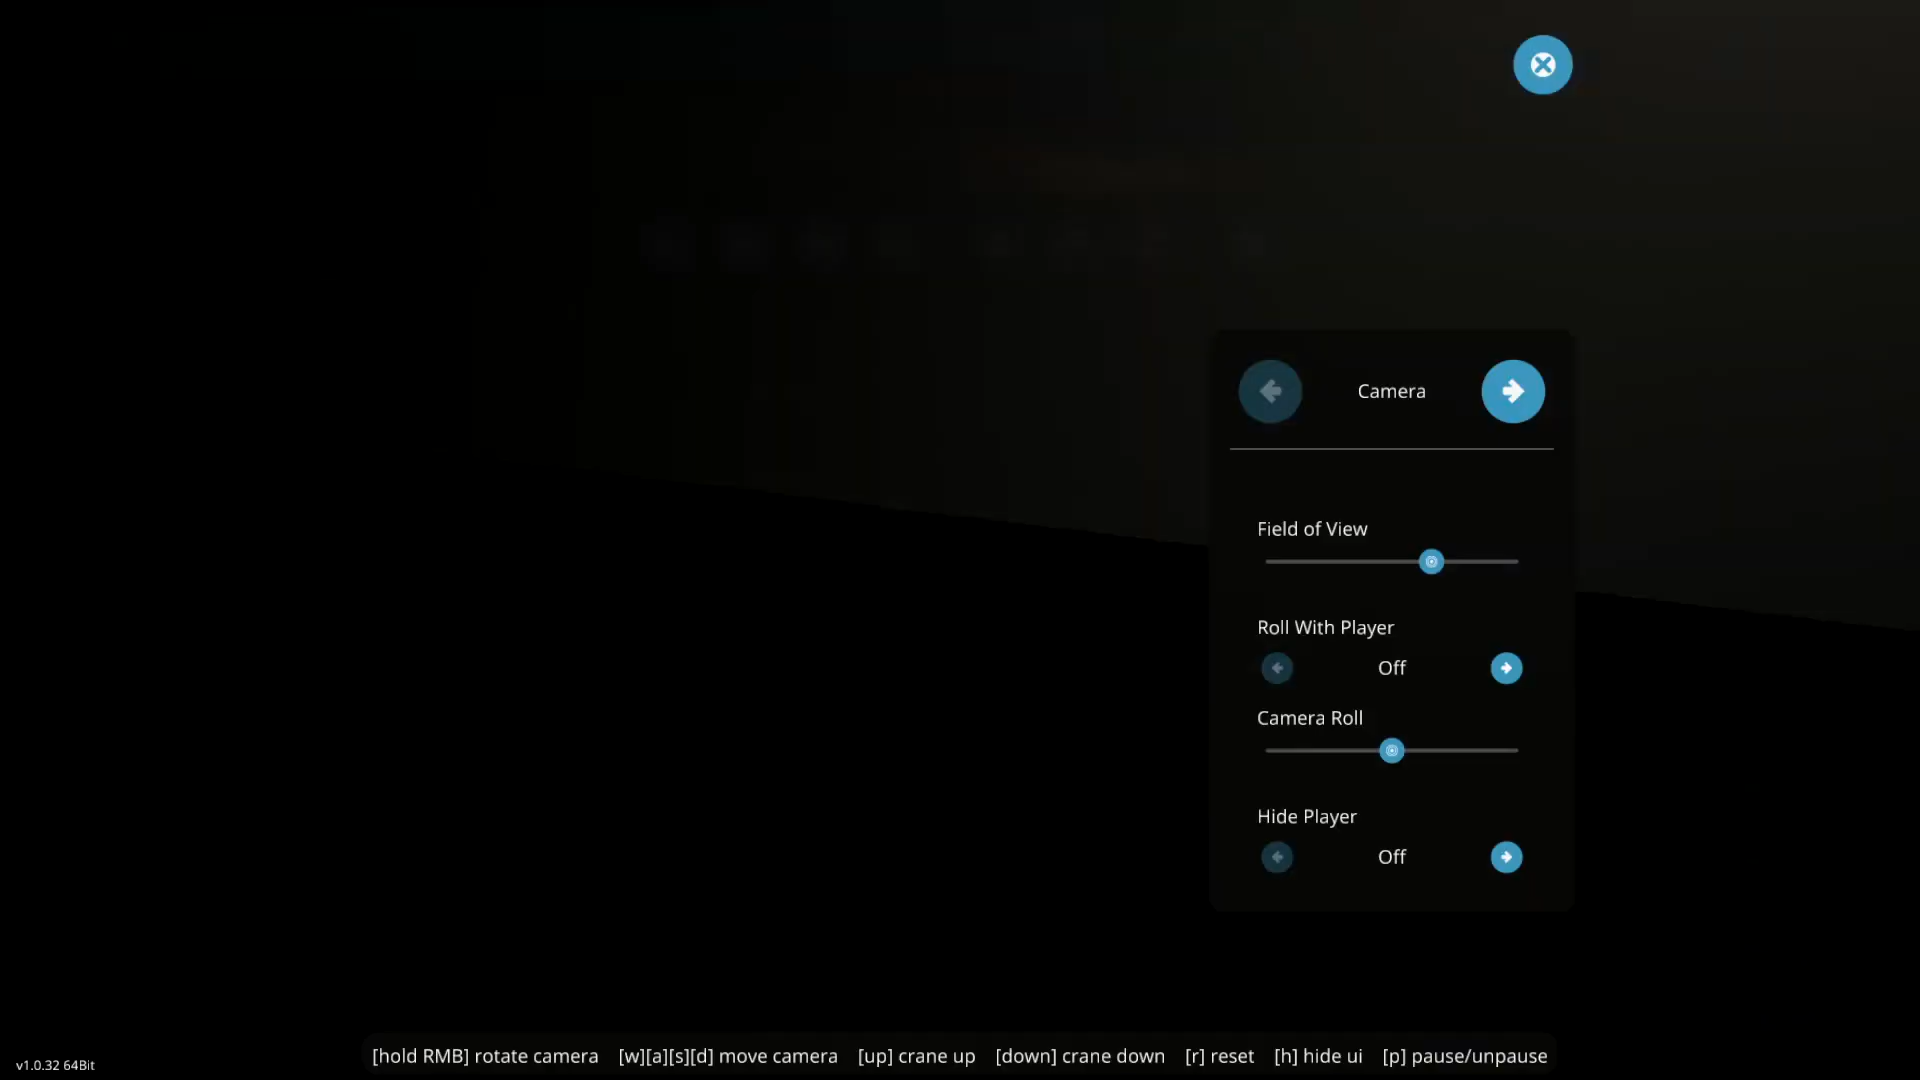 Camera
Field of View
Roll With Player
Off
Camera Roll
Hide Player
Off
[hold RMB] rotate camera [w][a][s][d] move camera [up] crane up [down] crane down [r] reset [h] hide ui [p] pause/unpause
v1.0.32 64Bit